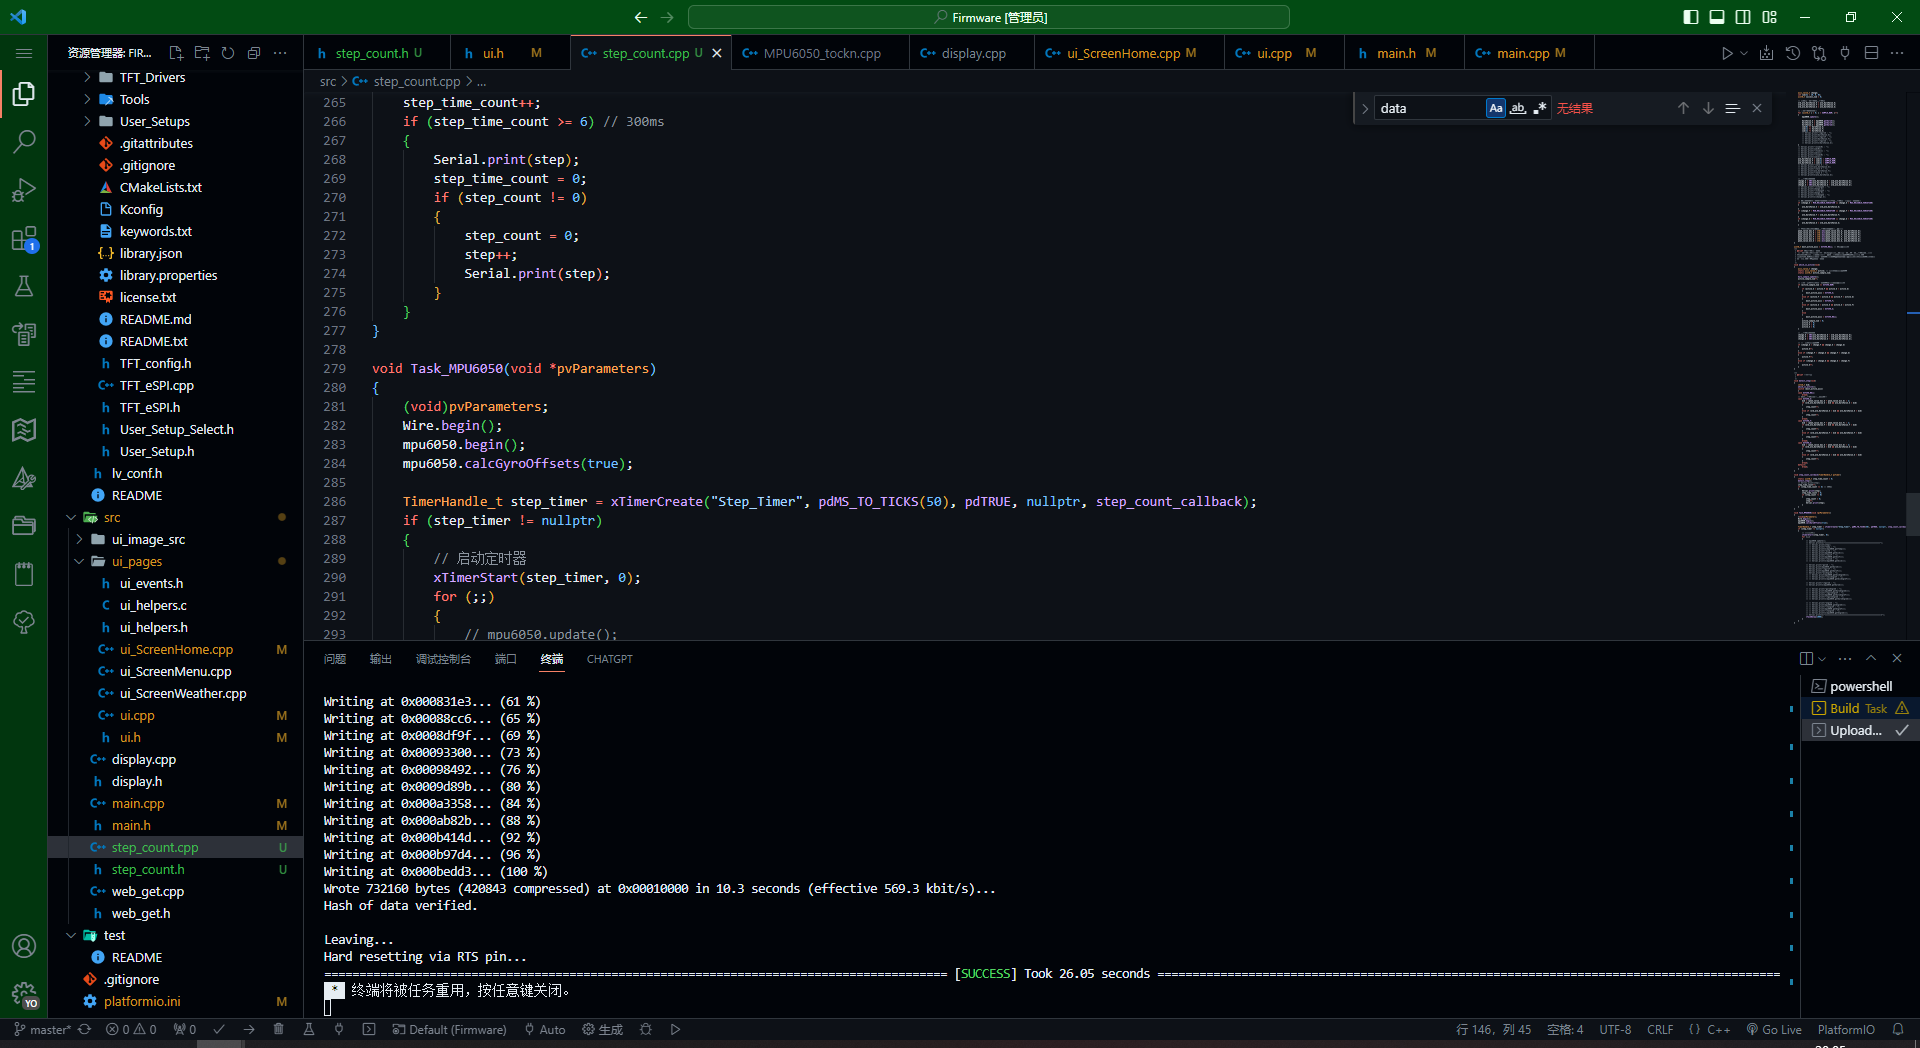 Firmware [管理员]
资源管理器: FIR...
TFT_Drivers
Tools
User_Setups
.gitattributes
.gitignore
CMakeLists.txt
Kconfig
keywords.txt
library.json
library.properties
license.txt
README.md
README.txt
TFT_config.h
TFT_eSPI.cpp
TFT_eSPI.h
User_Setup_Select.h
User_Setup.h
lv_conf.h
README
src
ui_image_src
ui_pages
ui_events.h
ui_helpers.c
ui_helpers.h
ui_ScreenHome.cpp M
ui_ScreenMenu.cpp
ui_ScreenWeather.cpp
ui.cpp M
ui.h M
display.cpp
display.h
main.cpp M
main.h M
step_count.cpp U
step_count.h U
web_get.cpp
web_get.h
test
README
.gitignore
platformio.ini M
step_count.h U
ui.h M
step_count.cpp U
MPU6050_tockn.cpp
display.cpp
ui_ScreenHome.cpp M
ui.cpp M
main.h M
main.cpp M
src > step_count.cpp > ...
data
Aa ab
无结果
265 step_time_count++;
266 if (step_time_count >= 6) // 300ms
267 {
268 Serial.print(step);
269 step_time_count = 0;
270 if (step_count != 0)
271 {
272 step_count = 0;
273 step++;
274 Serial.print(step);
275 }
276 }
277 }
278
279 void Task_MPU6050(void *pvParameters)
280 {
281 (void)pvParameters;
282 Wire.begin();
283 mpu6050.begin();
284 mpu6050.calcGyroOffsets(true);
285
286 TimerHandle_t step_timer = xTimerCreate("Step_Timer", pdMS_TO_TICKS(50), pdTRUE, nullptr, step_count_callback);
287 if (step_timer != nullptr)
288 {
289 // 启动定时器
290 xTimerStart(step_timer, 0);
291 for (;;)
292 {
293 // mpu6050.update();
问题 输出 调试控制台 端口 终端 CHATGPT
Writing at 0x000831e3... (61 %)
Writing at 0x00088cc6... (65 %)
Writing at 0x0008df9f... (69 %)
Writing at 0x00093300... (73 %)
Writing at 0x00098492... (76 %)
Writing at 0x0009d89b... (80 %)
Writing at 0x000a3358... (84 %)
Writing at 0x000ab82b... (88 %)
Writing at 0x000b414d... (92 %)
Writing at 0x000b97d4... (96 %)
Writing at 0x000bedd3... (100 %)
Wrote 732160 bytes (420843 compressed) at 0x00010000 in 10.3 seconds (effective 569.3 kbit/s)...
Hash of data verified.
Leaving...
Hard resetting via RTS pin...
[SUCCESS] Took 26.05 seconds
* 终端将被任务重用，按任意键关闭。
powershell
Build Task
Upload...
1
YO
master* 0 0 0 Default (Firmware) Auto 生成
行 146，列 45 空格: 4 UTF-8 CRLF {} C++ Go Live PlatformIO